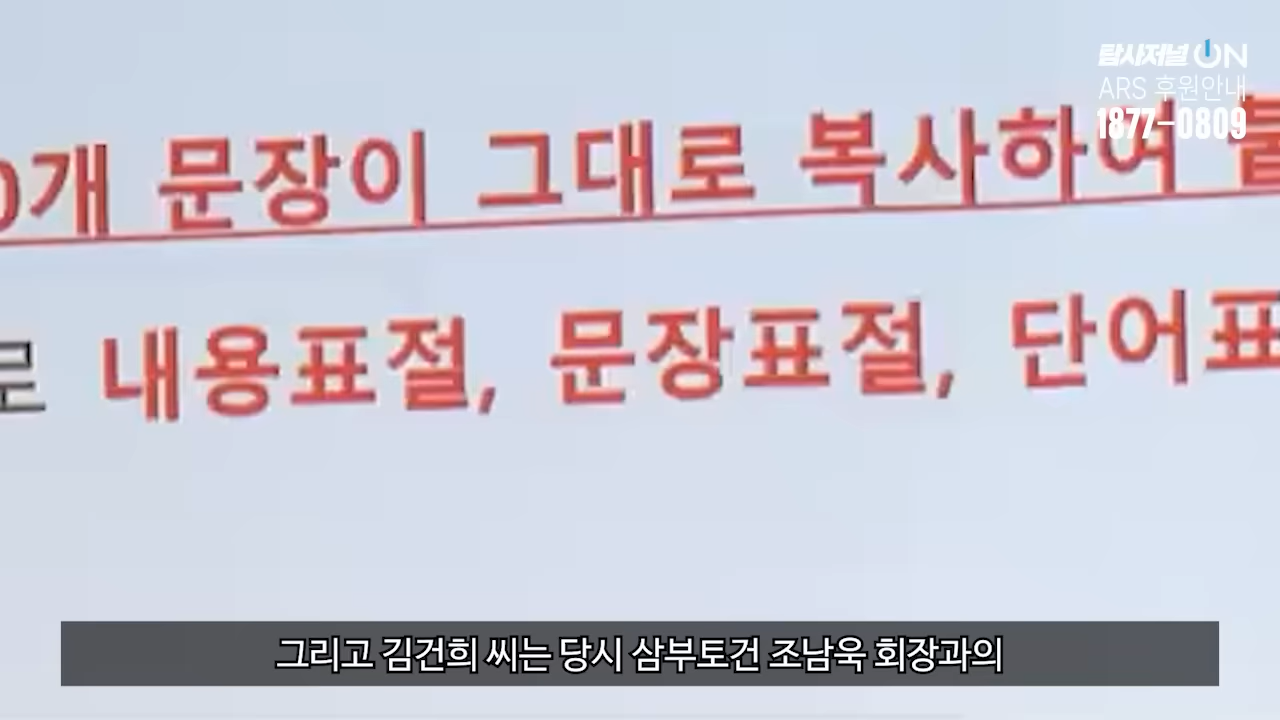 탐사저널 ON
ARS 후원안내
1877-0809
0개 문장이 그대로 복사하여
로 내용표절, 문장표절, 단어표
그리고 김건희 씨는 당시 삼부토건 조남욱 회장과의